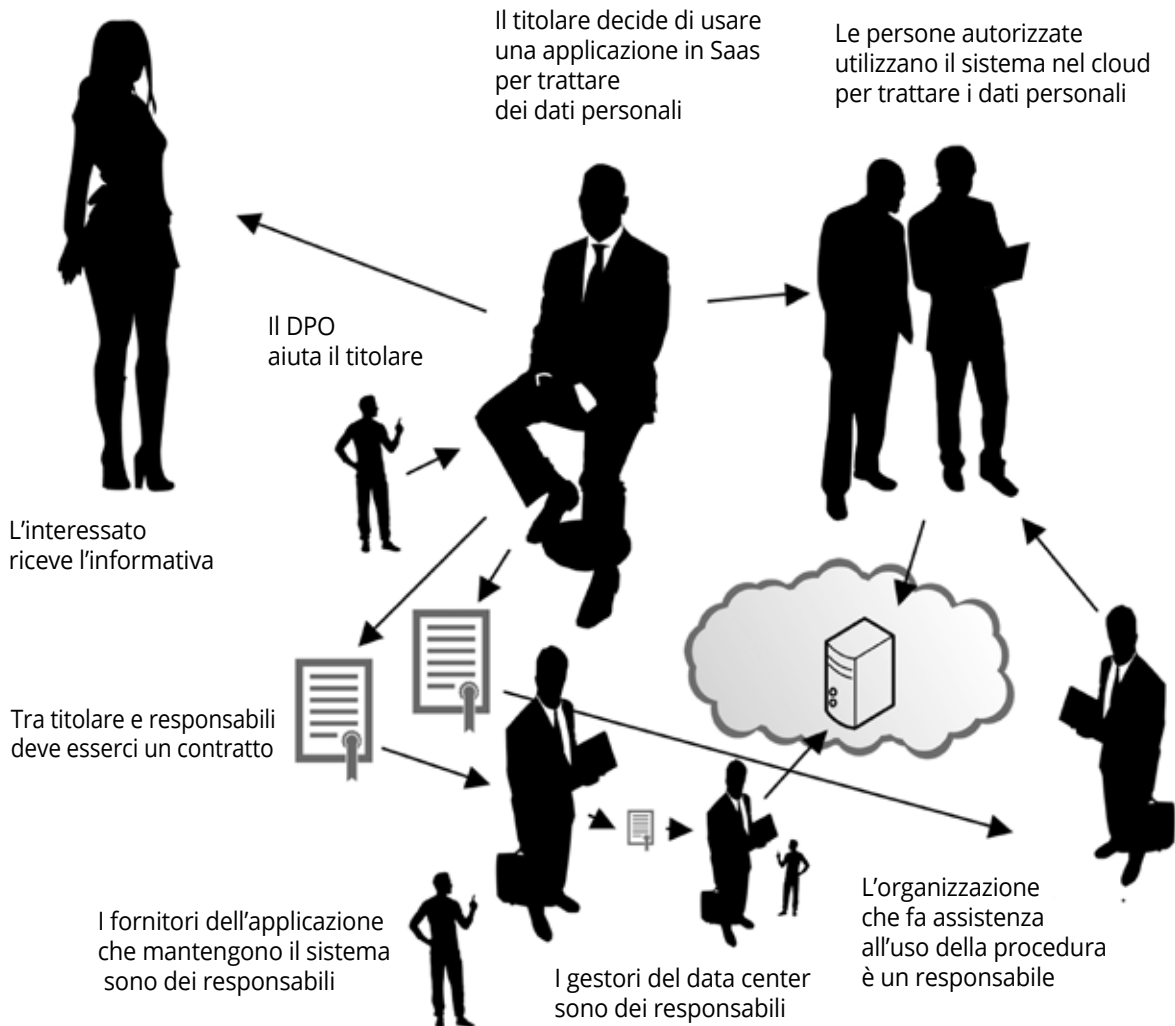 Il titolare decide di usare
una applicazione in Saas
per trattare
dei dati personali
Le persone autorizzate
utilizzano il sistema nel cloud
per trattare i dati personali
Il DPO
aiuta il titolare
L'interessato
riceve l'informativa
Tra titolare e responsabili
deve esserci un contratto
I fornitori dell'applicazione
che mantengono il sistema
sono dei responsabili
I gestori del data center
sono dei responsabili
L'organizzazione
che fa assistenza
all'uso della procedura
è un responsabile